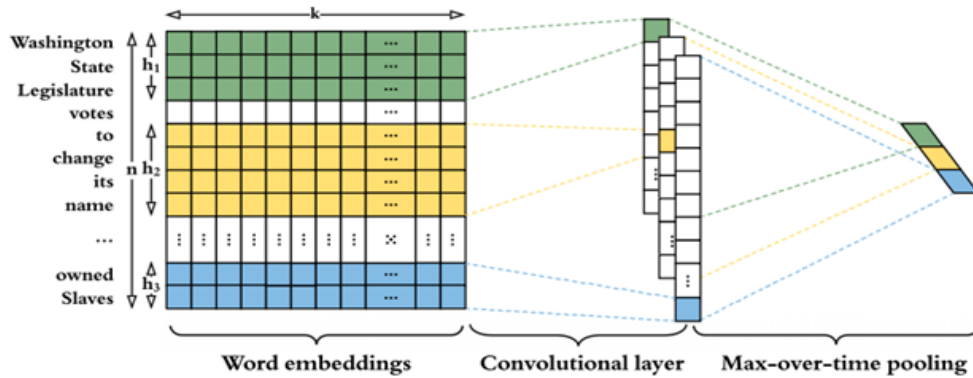 k
Washington
State
Legislature
votes
to
change
its
name
...
owned
Slaves
n
h1
h2
h3
Word embeddings
Convolutional layer
Max-over-time pooling